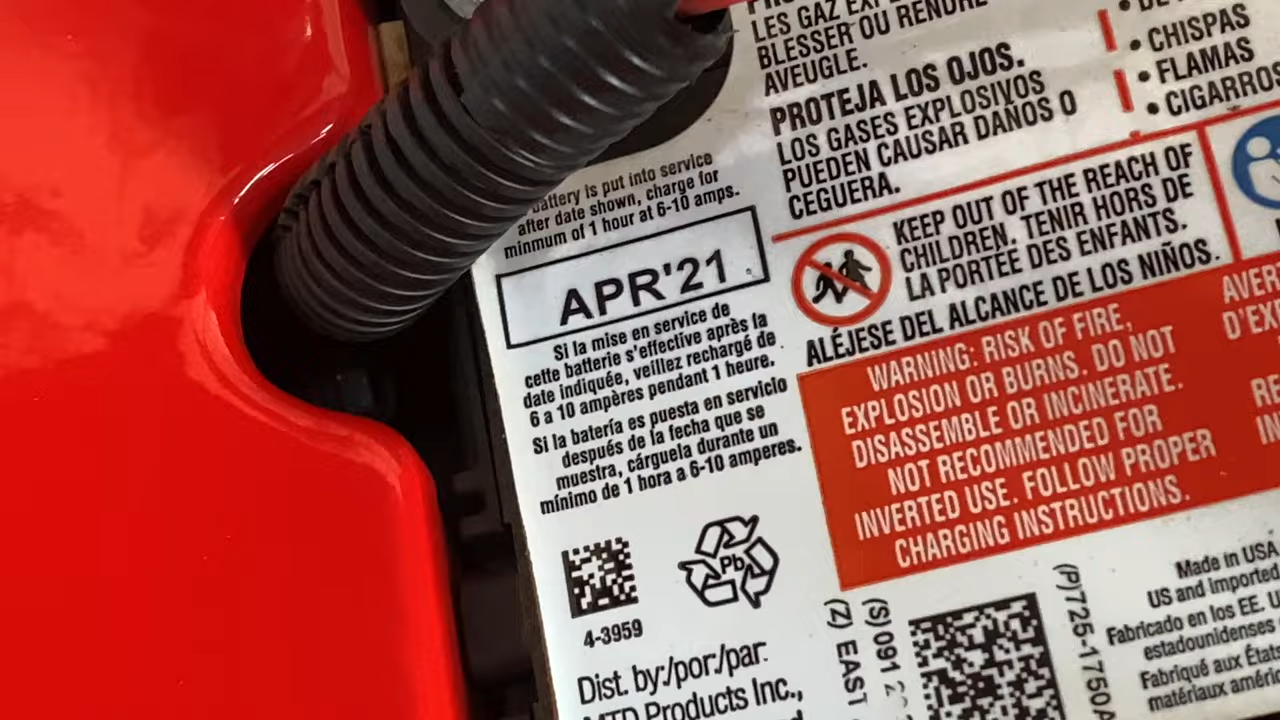 LES GAZ EXP
BLESSER OU RENDRE
AVEUGLE.
PROTEJA LOS OJOS.
LOS GASES EXPLOSIVOS
PUEDEN CAUSAR DAÑOS O
CEGUERA.
• CHISPAS
• FLAMAS
• CIGARROS
battery is put into service
after date shown, charge for
minmum of 1 hour at 6-10 amps.
APR'21
Si la mise en service de
cette batterie s'effective après la
date indiquée, veillez rechargé de
6 a 10 ampères pendant 1 heure.
Si la batería es puesta en servicio
después de la fecha que se
muestra, cárguela durante un
mínimo de 1 hora a 6-10 amperes.
KEEP OUT OF THE REACH OF
CHILDREN. TENIR HORS DE
LA PORTÉE DES ENFANTS.
ALÉJESE DEL ALCANCE DE LOS NIÑOS.
WARNING: RISK OF FIRE,
EXPLOSION OR BURNS. DO NOT
DISASSEMBLE OR INCINERATE.
NOT RECOMMENDED FOR
INVERTED USE. FOLLOW PROPER
CHARGING INSTRUCTIONS.
AVER
D'EX
RE
IN
Pb
4-3959
Dist. by:/por:/par:
MTD Products Inc.,
(Z) EAST
(S) 091
(P)725-1750A
Made in USA
US and Imported
Fabricado en los EE. U
estadounidenses
Fabriqué aux États
matériaux améric